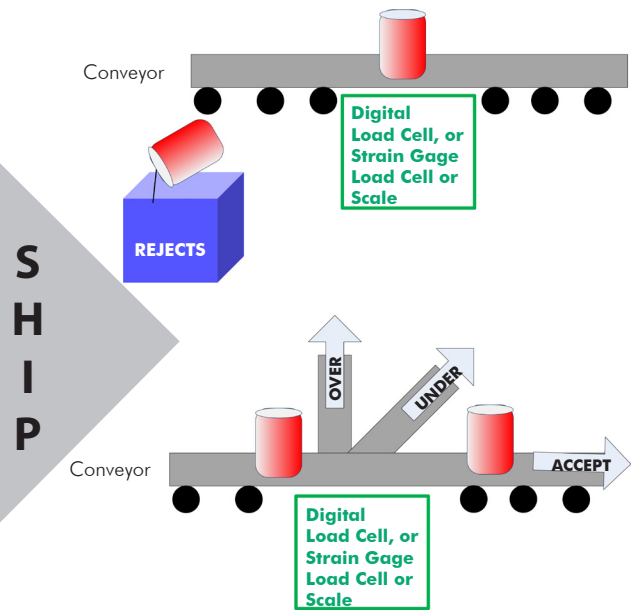 Conveyor
Digital
Load Cell, or
Strain Gage
Load Cell or
Scale
REJECTS
S
H
I
P
OVER
UNDER
Conveyor
ACCEPT
Digital
Load Cell, or
Strain Gage
Load Cell or
Scale